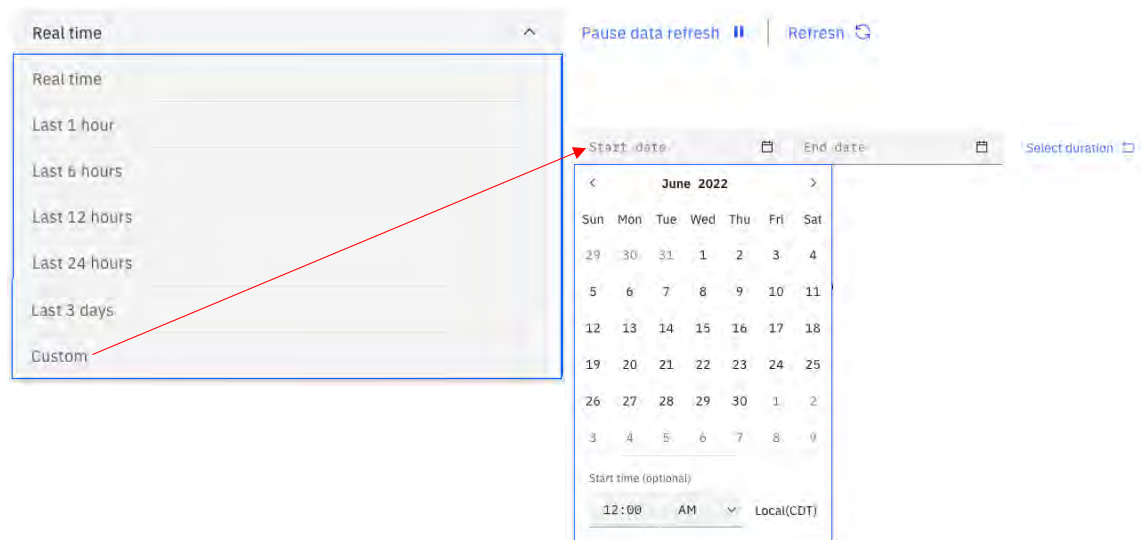 Real time
Pause data refresh
Refresh
Real time
Last 1 hour
Last 6 hours
Last 12 hours
Last 24 hours
Last 3 days
Custom
Start date
End date
Select duration
June 2022
Sun Mon Tue Wed Thu Fri Sat
29 30 31 1 2 3 4
5 6 7 8 9 10 11
12 13 14 15 16 17 18
19 20 21 22 23 24 25
26 27 28 29 30 1 2
3 4 5 6 7 8 9
Start time (optional)
12:00 AM Local(CDT)